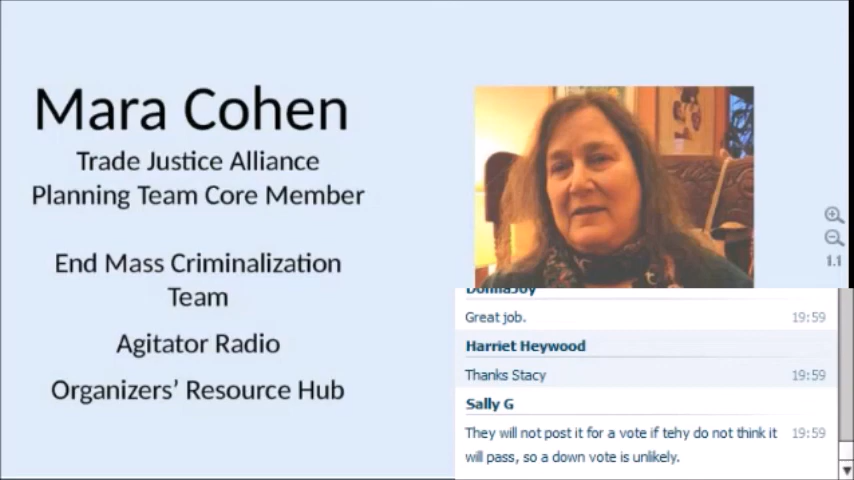 Mara Cohen
Trade Justice Alliance
Planning Team Core Member
End Mass Criminalization
Team
Agitator Radio
Organizers’ Resource Hub
1.1
DonnaJoy
Great job. 19:59
Harriet Heywood
Thanks Stacy 19:59
Sally G
They will not post it for a vote if tehy do not think it 19:59
will pass, so a down vote is unlikely.